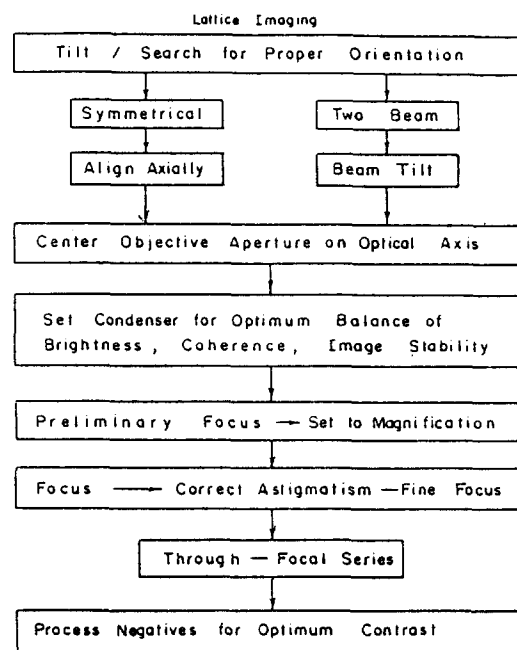 Lattice Imaging
Tilt / Search for Proper Orientation
Symmetrical
Two Beam
Align Axially
Beam Tilt
Center Objective Aperture on Optical Axis
Set Condenser for Optimum Balance of
Brightness, Coherence, Image Stability
Preliminary Focus → Set to Magnification
Focus → Correct Astigmatism — Fine Focus
Through — Focal Series
Process Negatives for Optimum Contrast